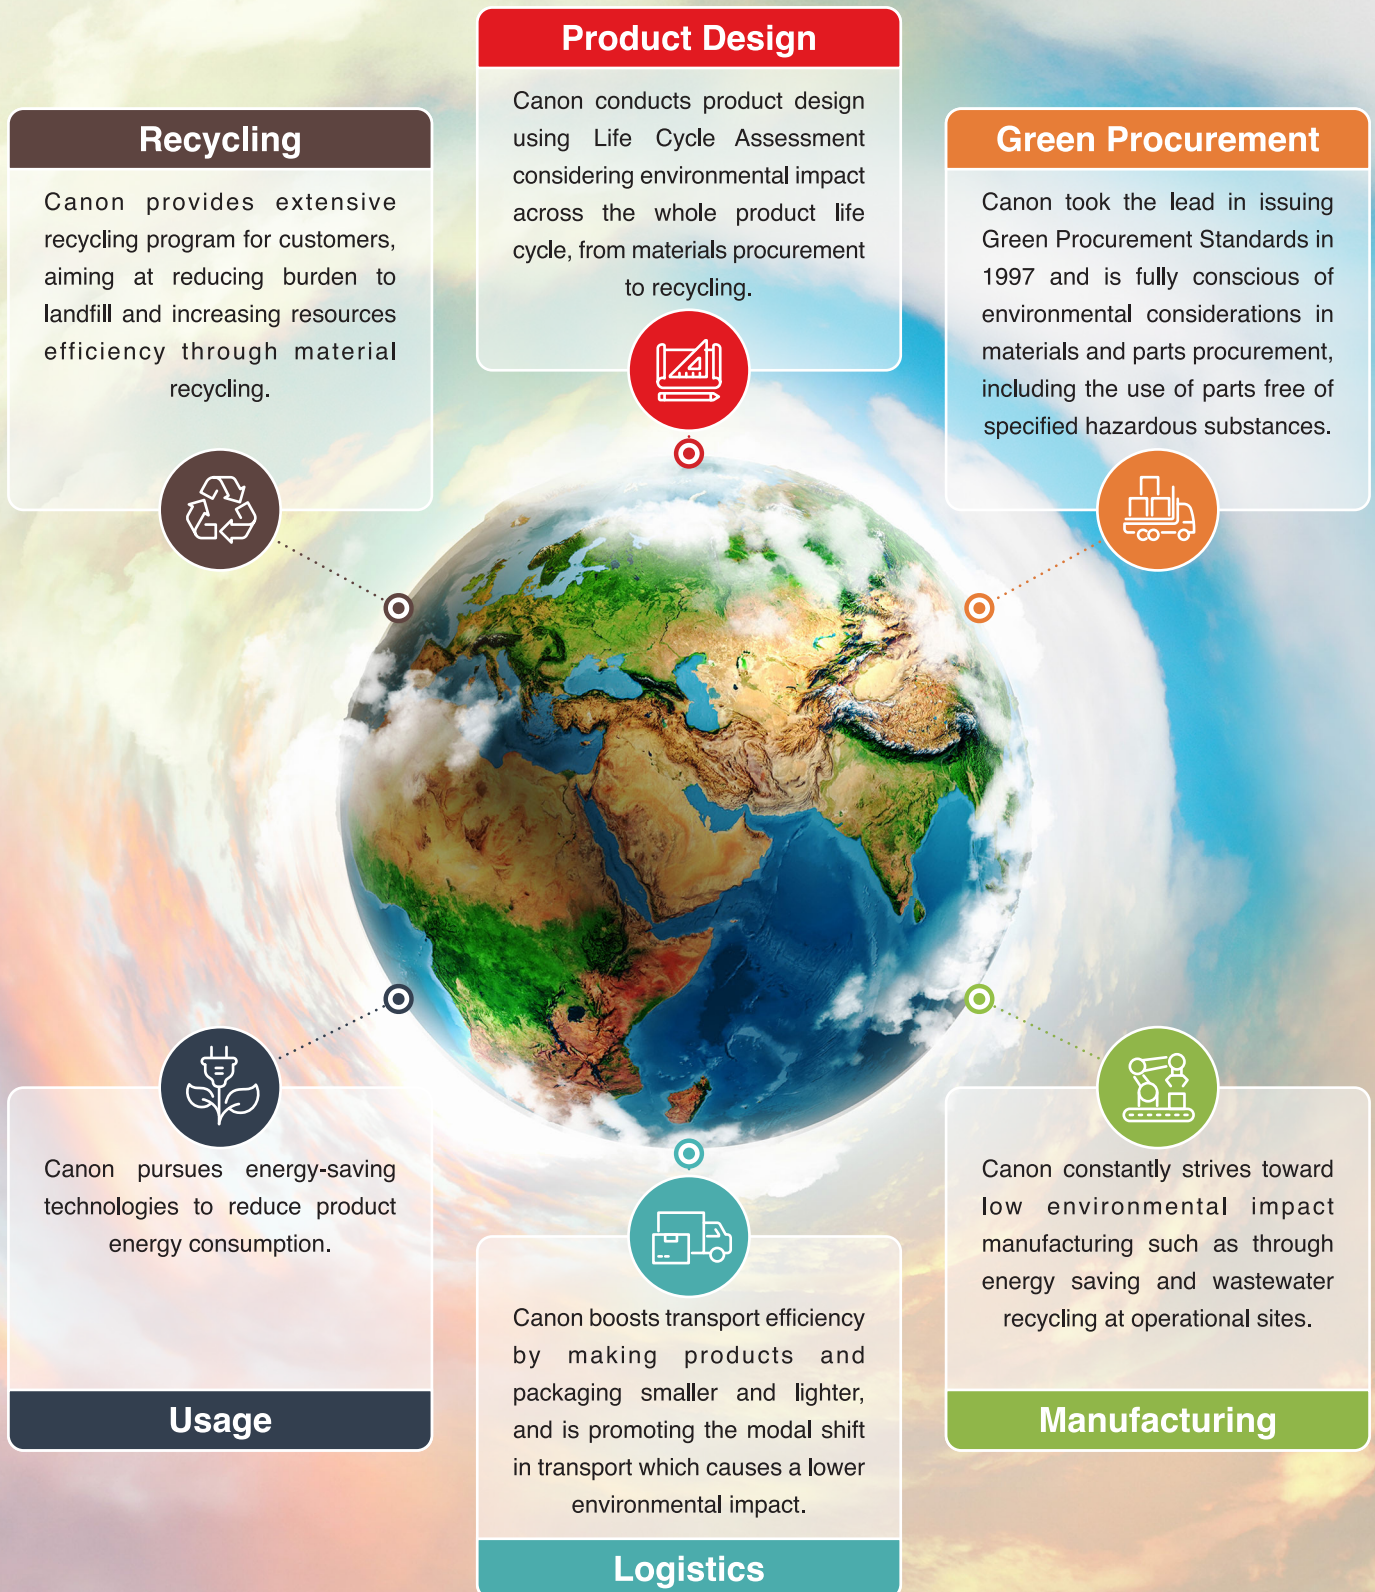 Product Design
Canon conducts product design
using Life Cycle Assessment
considering environmental impact
across the whole product life
cycle, from materials procurement
to recycling.
Recycling
Canon provides extensive
recycling program for customers,
aiming at reducing burden to
landfill and increasing resources
efficiency through material
recycling.
Green Procurement
Canon took the lead in issuing
Green Procurement Standards in
1997 and is fully conscious of
environmental considerations in
materials and parts procurement,
including the use of parts free of
specified hazardous substances.
Canon pursues energy-saving
technologies to reduce product
energy consumption.
Usage
Canon boosts transport efficiency
by making products and
packaging smaller and lighter,
and is promoting the modal shift
in transport which causes a lower
environmental impact.
Logistics
Canon constantly strives toward
low environmental impact
manufacturing such as through
energy saving and wastewater
recycling at operational sites.
Manufacturing